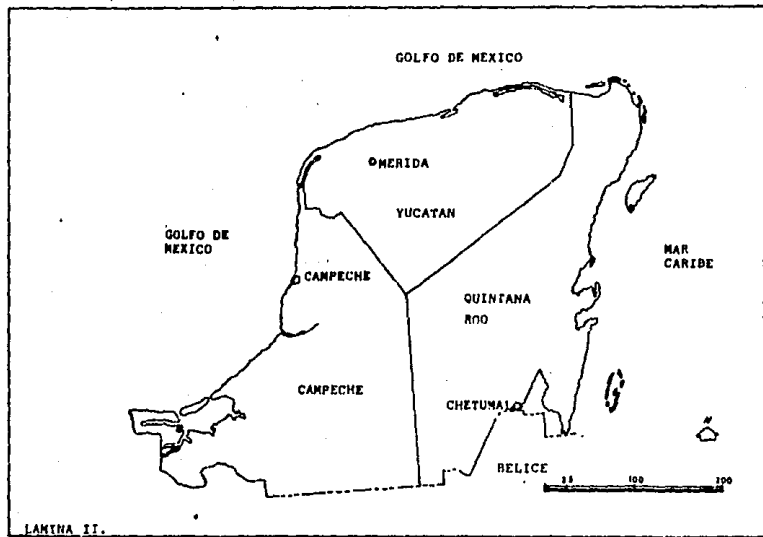 GOLFO DE MEXICO
MERIDA
YUCATAN
GOLFO DE
MEXICO
MAR
CARIBE
CAMPECHE
QUINTANA
ROO
CAMPECHE
CHETUMAL
N
BELICE
25 100 200
LAMINA II.